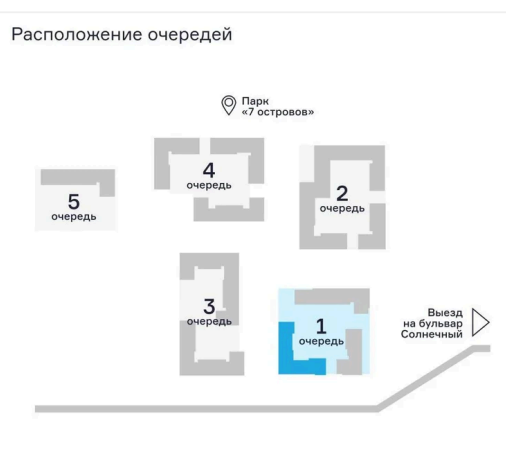 Расположение очередей
Парк
«7 островов»
4
очередь
5
очередь
2
очередь
3
очередь
1
очередь
Выезд
на бульвар
Солнечный